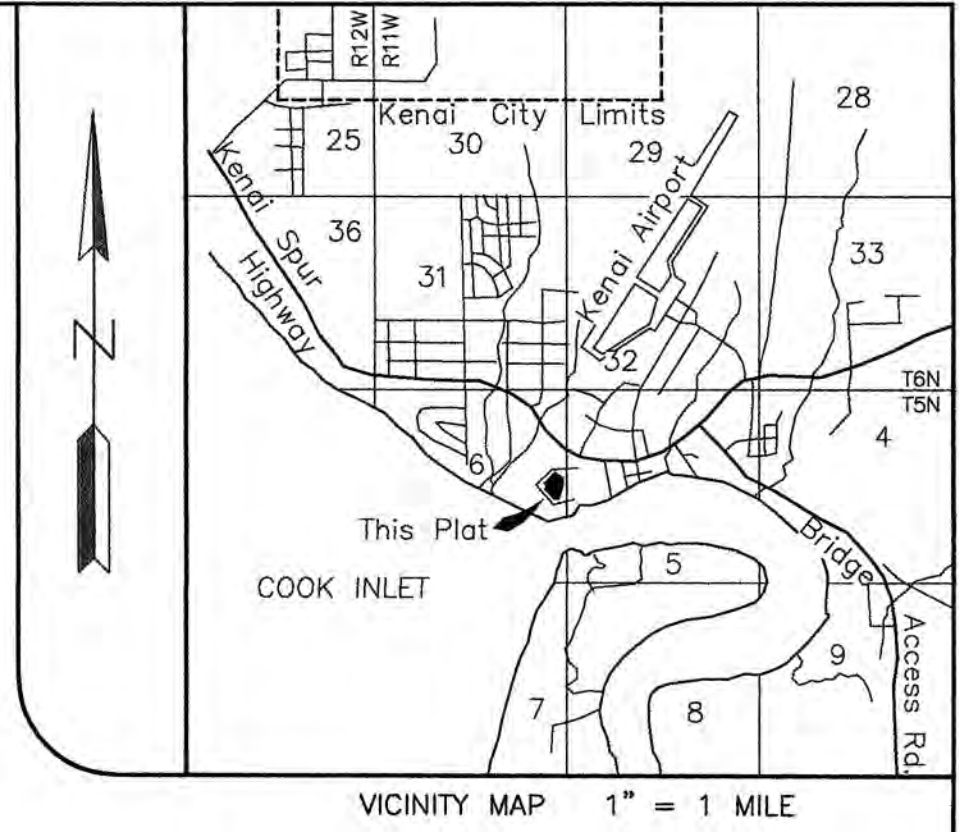 R12W
R11W
28
Kenai City Limits
25
30
29
Kenai
Spur
Highway
36
Kenai Airport
33
31
32
T6N
T5N
4
6
N
This Plat
Bridge
Access Rd.
COOK INLET
5
9
7
8
VICINITY MAP 1" = 1 MILE